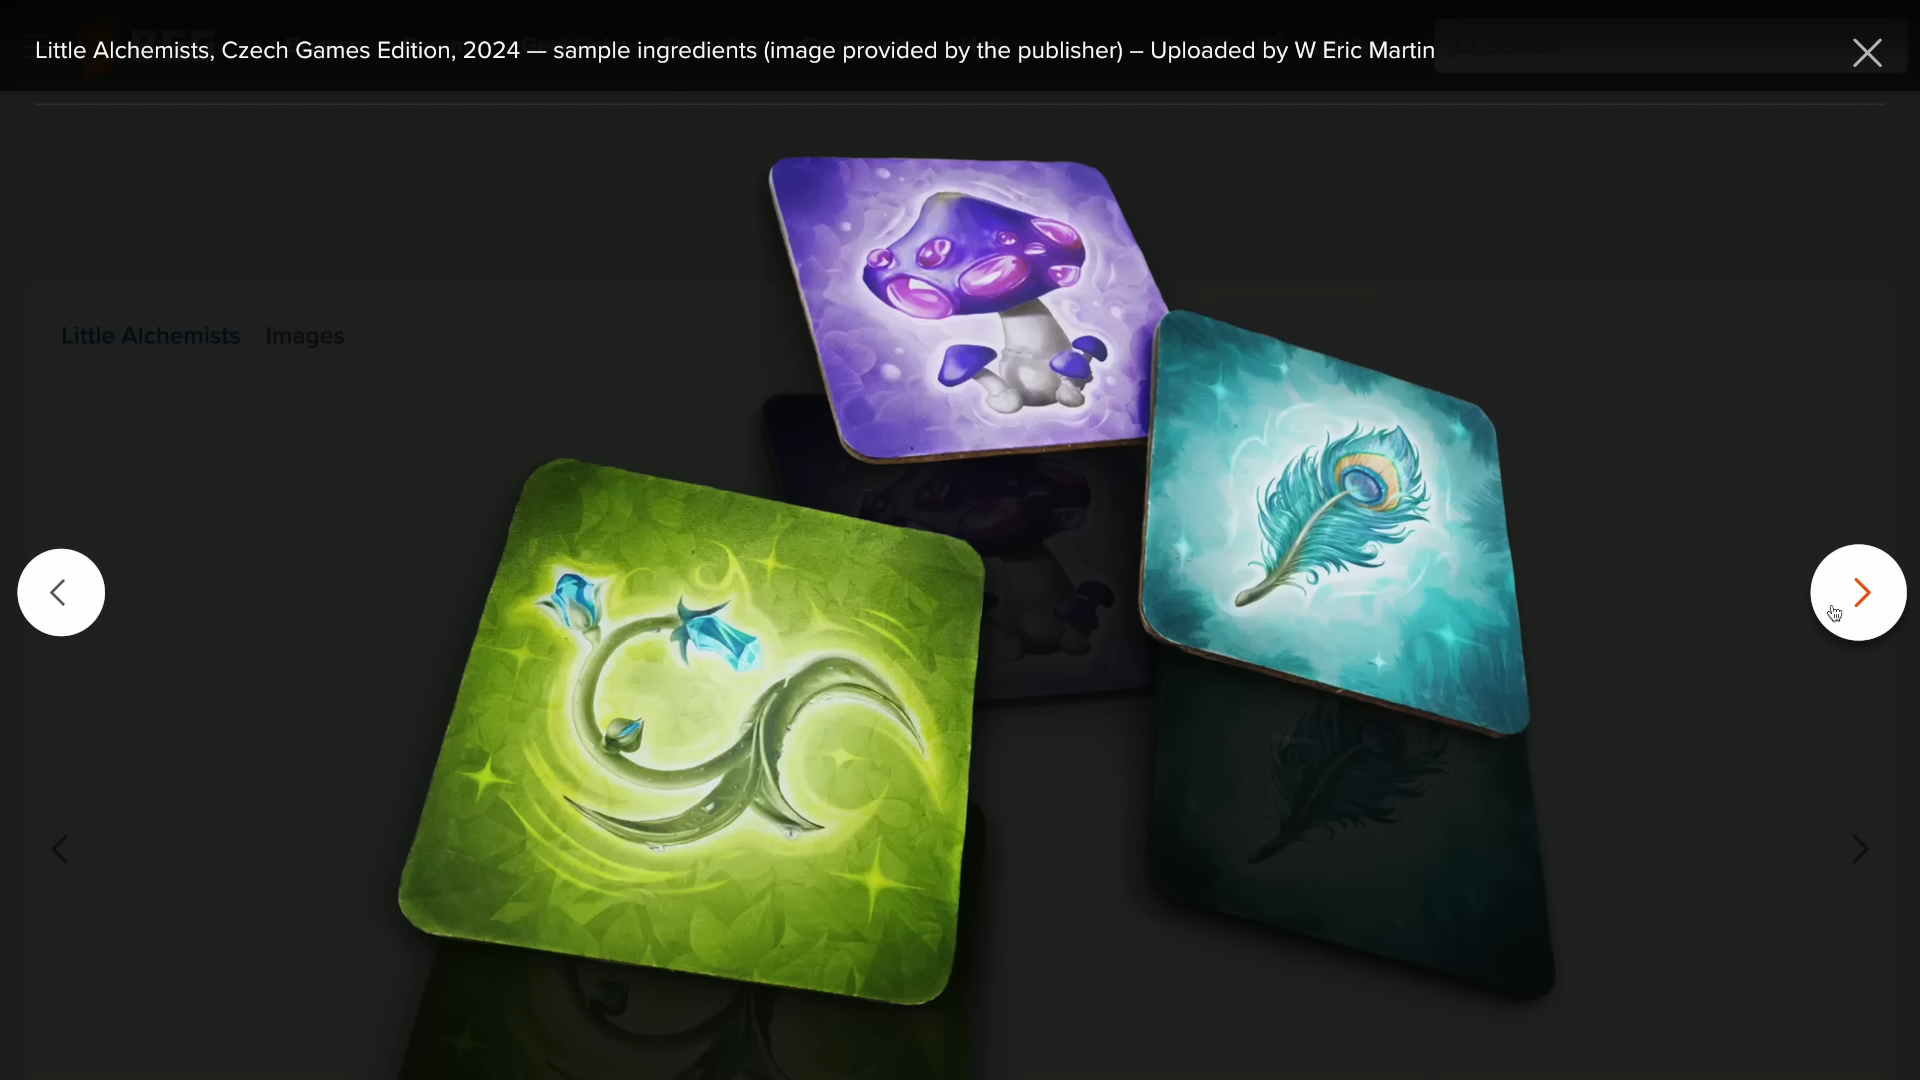 Little Alchemists, Czech Games Edition, 2024 — sample ingredients (image provided by the publisher) – Uploaded by W Eric Martin
Search
Little Alchemists
Images